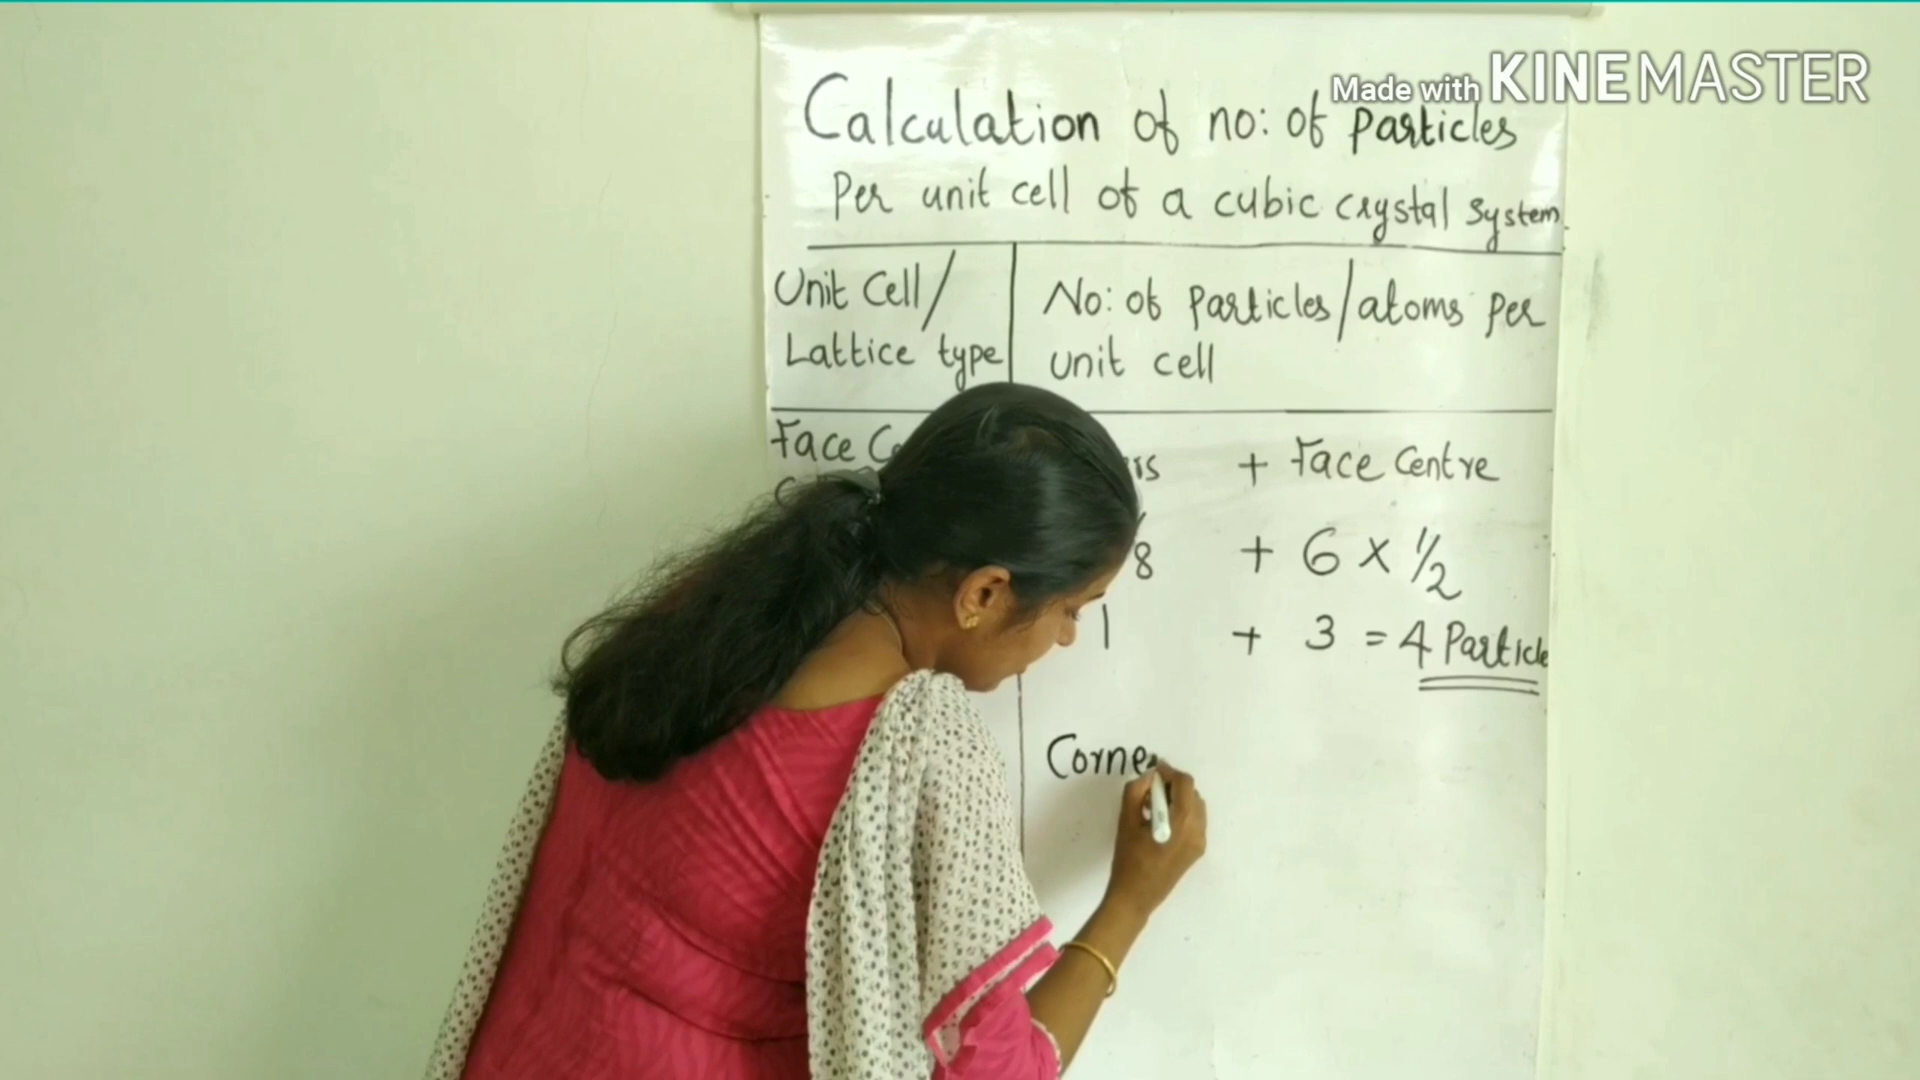 Made with KINEMASTER
Calculation of no: of Particles
Per unit cell of a cubic crystal system
Unit Cell/
Lattice type
No: of Particles/atoms per
unit cell
Face
+ Face Centre
8 + 6 x 1/2
1 + 3 = 4 Particle
Corne